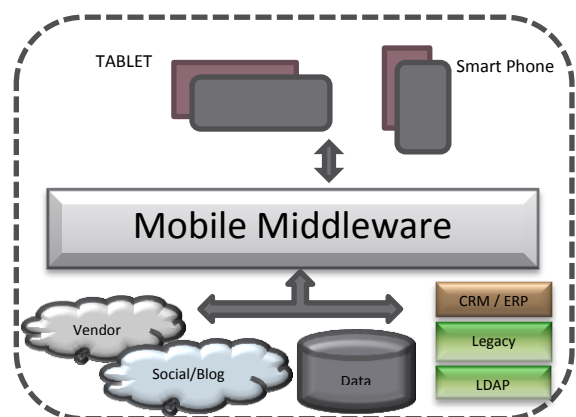 TABLET
Smart Phone
Mobile Middleware
CRM / ERP
Vendor
Legacy
Social/Blog
Data
LDAP